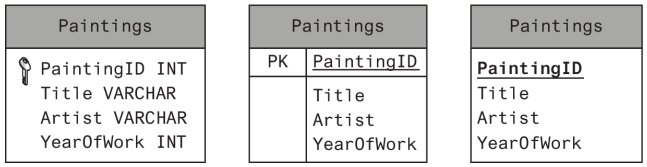 Paintings
PaintingID INT
Title VARCHAR
Artist VARCHAR
YearOfWork INT
Paintings
PK PaintingID
Title
Artist
YearOfWork
Paintings
PaintingID
Title
Artist
YearOfWork